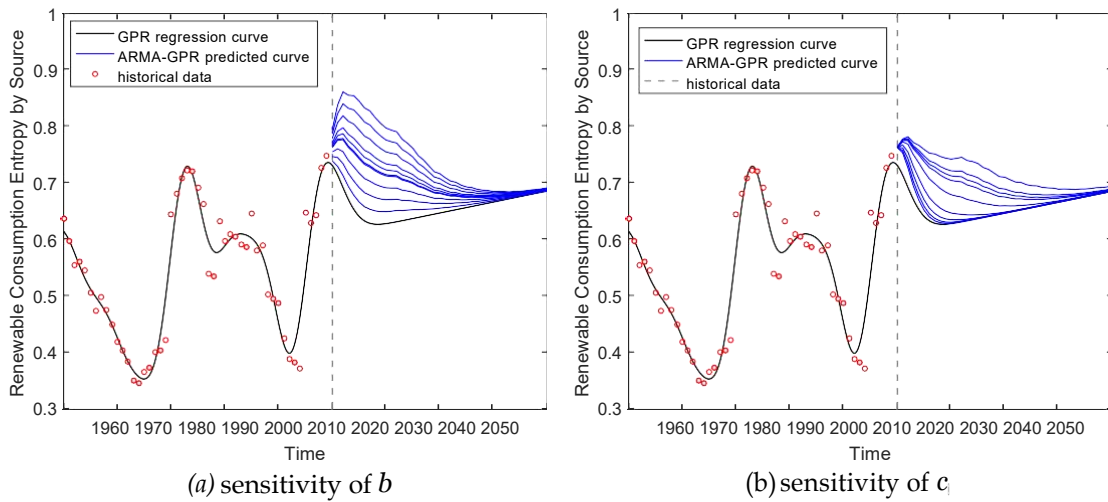 Renewable Consumption Entropy by Source
1
0.9
0.8
0.7
0.6
0.5
0.4
0.3
GPR regression curve
ARMA-GPR predicted curve
historical data
1960 1970 1980 1990 2000 2010 2020 2030 2040 2050
Time
(a) sensitivity of b
Renewable Consumption Entropy by Source
1
0.9
0.8
0.7
0.6
0.5
0.4
0.3
GPR regression curve
ARMA-GPR predicted curve
historical data
1960 1970 1980 1990 2000 2010 2020 2030 2040 2050
Time
(b) sensitivity of c